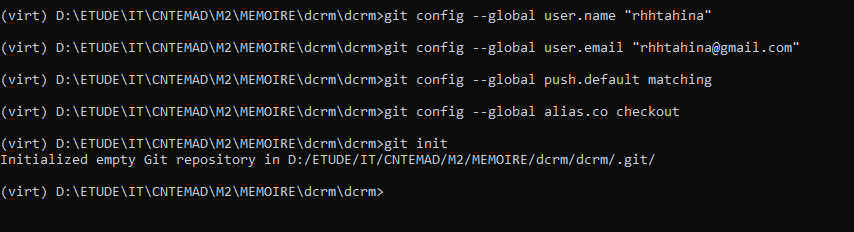 (virt) D:\ETUDE\IT\CNTEMAD\M2\MEMOIRE\dcrm\dcrm>git config --global user.name "rhhtahina"
(virt) D:\ETUDE\IT\CNTEMAD\M2\MEMOIRE\dcrm\dcrm>git config --global user.email "rhhtahina@gmail.com"
(virt) D:\ETUDE\IT\CNTEMAD\M2\MEMOIRE\dcrm\dcrm>git config --global push.default matching
(virt) D:\ETUDE\IT\CNTEMAD\M2\MEMOIRE\dcrm\dcrm>git config --global alias.co checkout
(virt) D:\ETUDE\IT\CNTEMAD\M2\MEMOIRE\dcrm\dcrm>git init
Initialized empty Git repository in D:/ETUDE/IT/CNTEMAD/M2/MEMOIRE/dcrm/dcrm/.git/
(virt) D:\ETUDE\IT\CNTEMAD\M2\MEMOIRE\dcrm\dcrm>